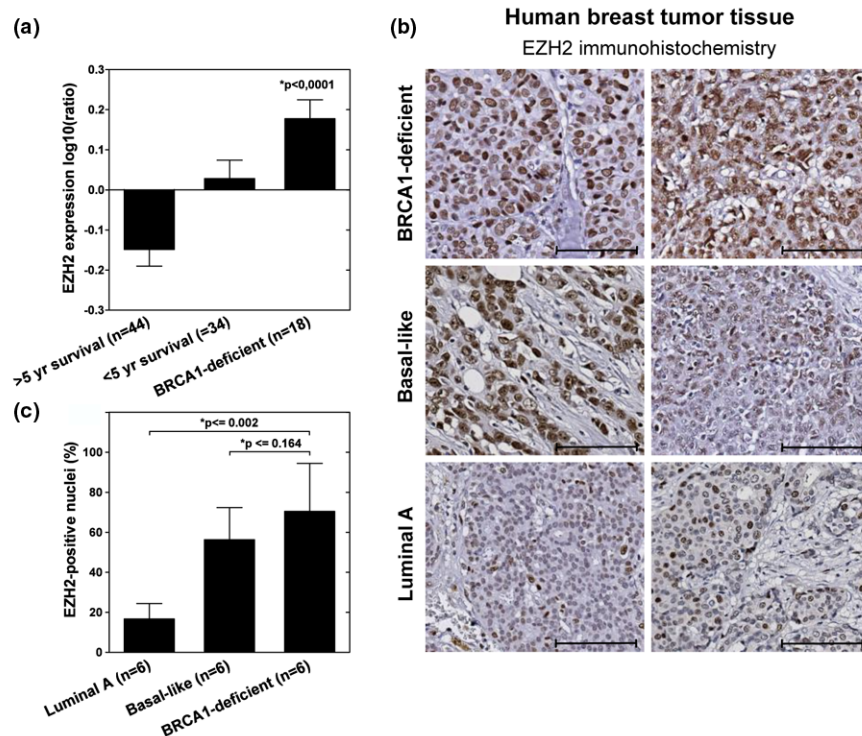 (a)
EZH2 expression log10(ratio)
0.3
0.2
0.1
0.0
-0.1
-0.2
-0.3
*p<0,0001
>5 yr survival (n=44)
<5 yr survival (=34)
BRCA1-deficient (n=18)
(b)
Human breast tumor tissue
EZH2 immunohistochemistry
BRCA1-deficient
Basal-like
Luminal A
(c)
EZH2-positive nuclei (%)
100
80
60
40
20
0
*p<= 0.002
*p <= 0.164
Luminal A (n=6)
Basal-like (n=6)
BRCA1-deficient (n=6)